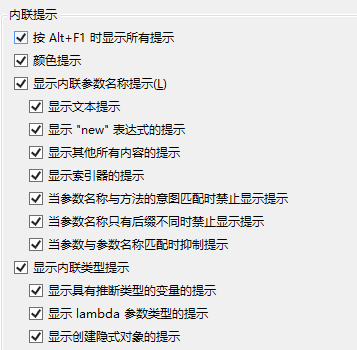 内联提示
按 Alt+F1 时显示所有提示
颜色提示
显示内联参数名称提示(L)
显示文本提示
显示 "new" 表达式的提示
显示其他所有内容的提示
显示索引器的提示
当参数名称与方法的意图匹配时禁止显示提示
当参数名称只有后缀不同时禁止显示提示
当参数与参数名称匹配时抑制提示
显示内联类型提示
显示具有推断类型的变量的提示
显示 lambda 参数类型的提示
显示创建隐式对象的提示